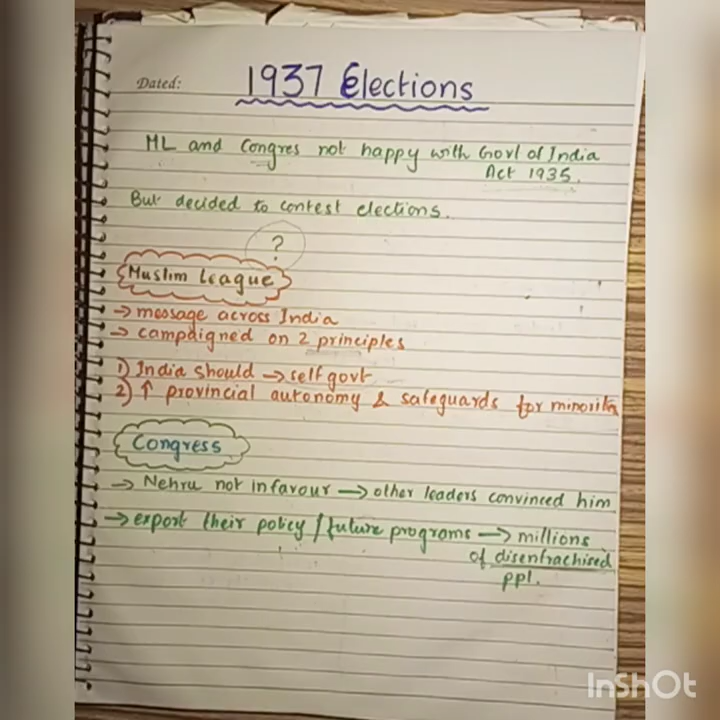 Dated:
1937 Elections
ML and Congres not happy with Govt of India
Act 1935.
But decided to contest elections.
?
Muslim League
→ message across India
→ campaigned on 2 principles
1) India should → self govt
2) ↑ provincial autonomy & safeguards for minorities
Congress
→ Nehru not in favour → other leaders convinced him
→ export their policy / future programs → millions
of disenfrachised
ppl.
InShOt